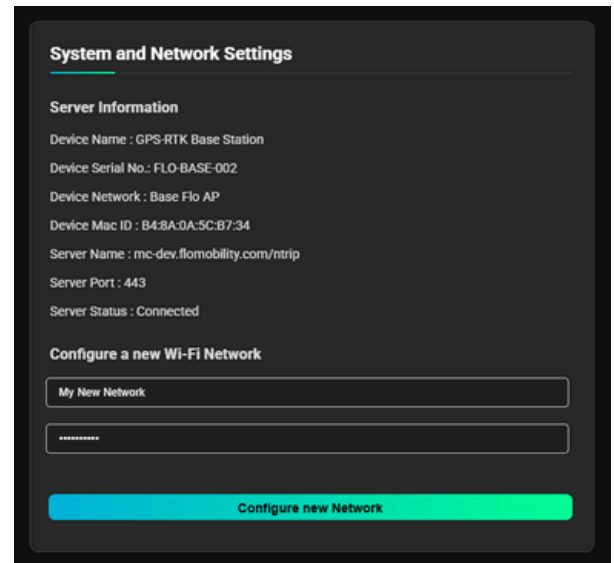 System and Network Settings
Server Information
Device Name : GPS-RTK Base Station
Device Serial No.: FLO-BASE-002
Device Network : Base Flo AP
Device Mac ID : B4:8A:0A:5C:B7:34
Server Name : mc-dev.flomobility.com/ntrip
Server Port : 443
Server Status : Connected
Configure a new Wi-Fi Network
My New Network
••••••••••
Configure new Network